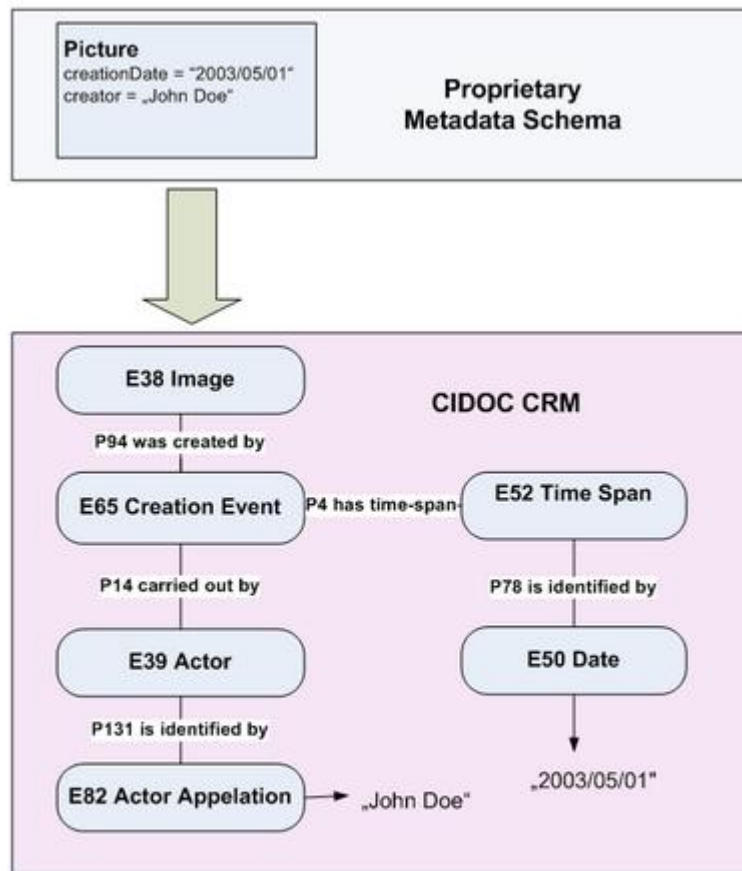 Picture
creationDate = "2003/05/01"
creator = „John Doe"
Proprietary
Metadata Schema
E38 Image
CIDOC CRM
P94 was created by
E65 Creation Event
P4 has time-span-
E52 Time Span
P14 carried out by
P78 is identified by
E39 Actor
E50 Date
P131 is identified by
E82 Actor Appelation
„John Doe"
„2003/05/01"